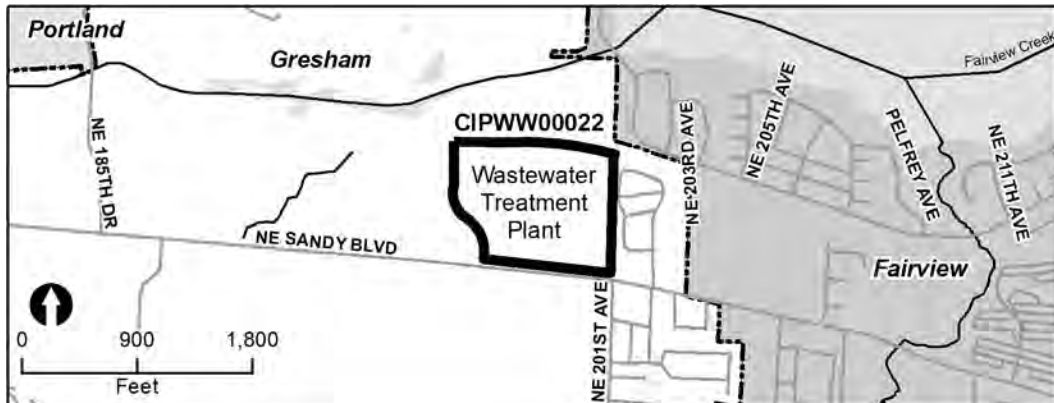 Portland
Gresham
Fairview Creek
CIPWW00022
Wastewater
Treatment
Plant
NE 185TH DR
NE SANDY BLVD
NE 201ST AVE
NE 203RD AVE
NE 205TH AVE
PELFREY AVE
NE 211TH AVE
Fairview
0 900 1,800
Feet